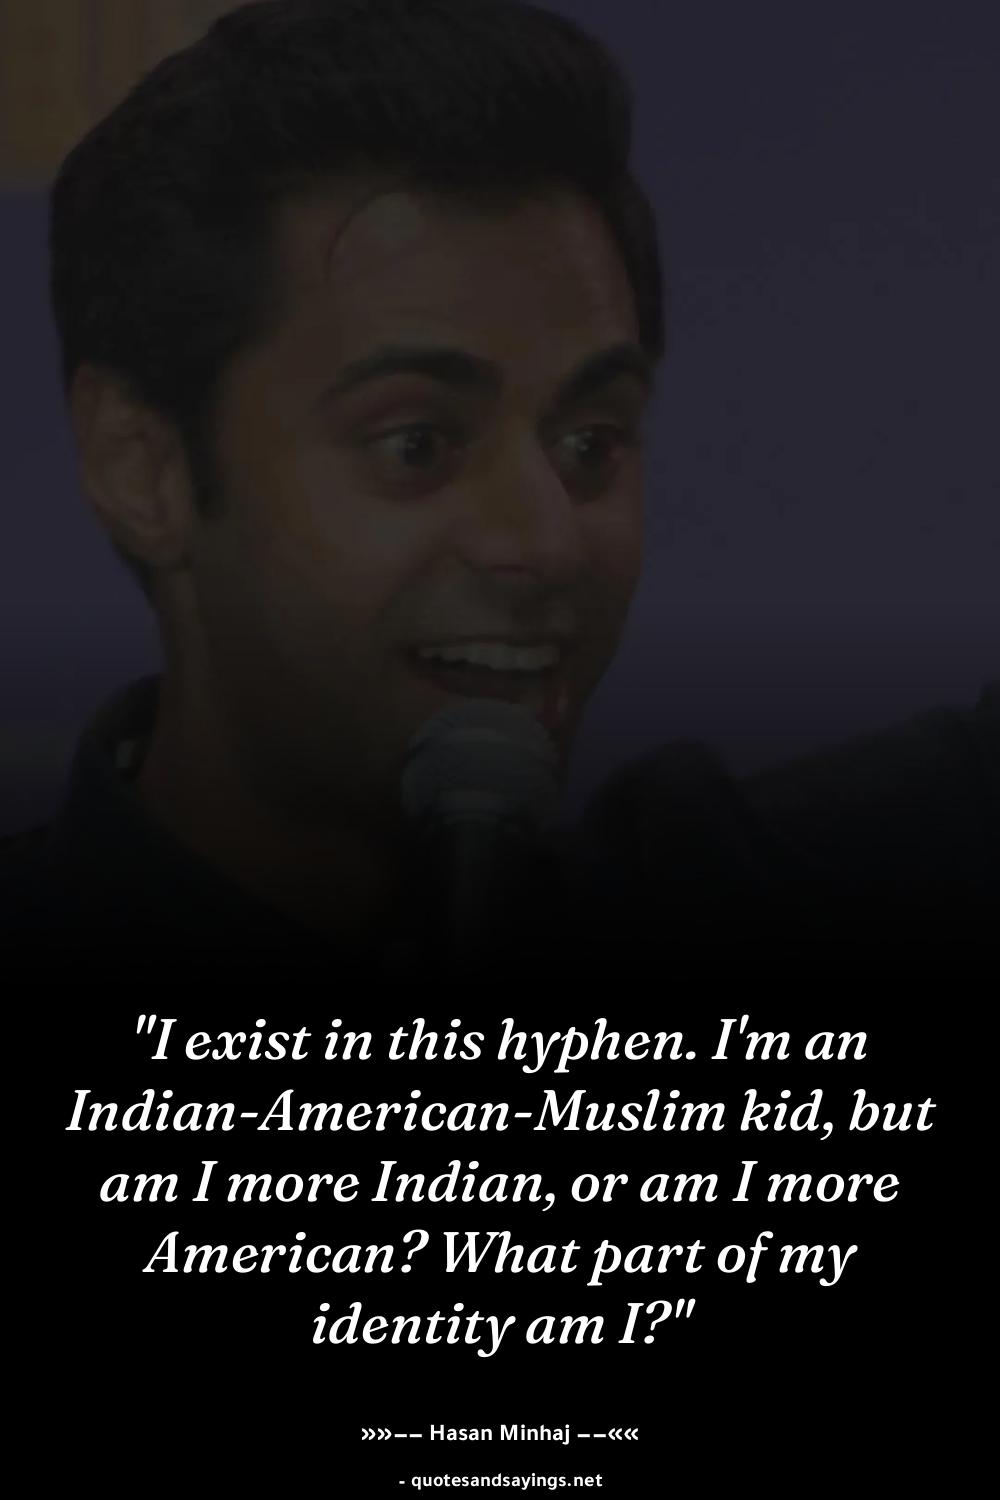 "I exist in this hyphen. I'm an
Indian-American-Muslim kid, but
am I more Indian, or am I more
American? What part of my
identity am I?"
»»-- Hasan Minhaj --««
- quotesandsayings.net